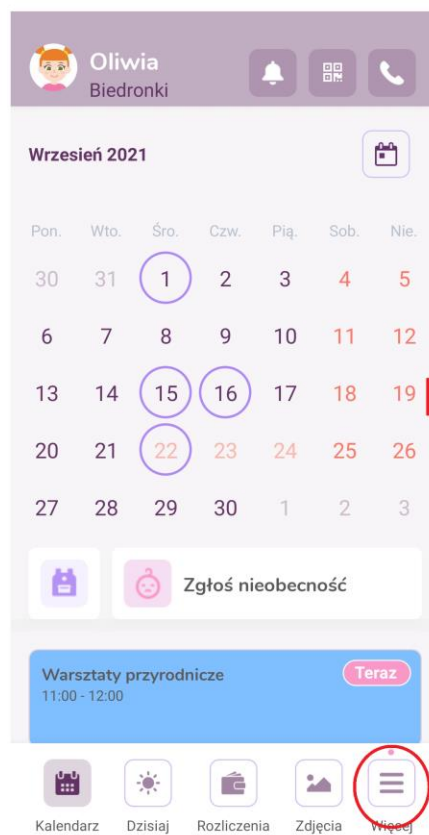 Oliwia
Biedronki
Wrzesień 2021
Pon. Wto. Śro. Czw. Pią. Sob. Nie.
30 31 1 2 3 4 5
6 7 8 9 10 11 12
13 14 15 16 17 18 19
20 21 22 23 24 25 26
27 28 29 30 1 2 3
Zgłoś nieobecność
Warsztaty przyrodnicze Teraz
11:00 - 12:00
Kalendarz Dzisiaj Rozliczenia Zdjęcia Więcej